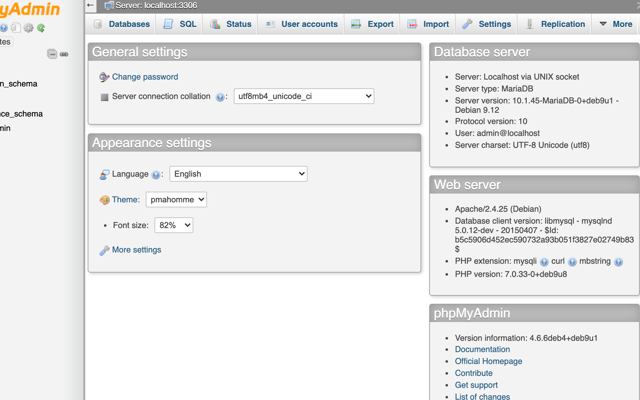 yAdmin
Server: localhost:3306
Databases SQL Status User accounts Export Import Settings Replication More
tes
n_schema
nce_schema
min
General settings
Change password
Server connection collation : utf8mb4_unicode_ci
Appearance settings
Language : English
Theme: pmahomme
Font size: 82%
More settings
Database server
Server: Localhost via UNIX socket
Server type: MariaDB
Server version: 10.1.45-MariaDB-0+deb9u1 -
Debian 9.12
Protocol version: 10
User: admin@localhost
Server charset: UTF-8 Unicode (utf8)
Web server
Apache/2.4.25 (Debian)
Database client version: libmysql - mysqlnd
5.0.12-dev - 20150407 - $Id:
b5c5906d452ec590732a93b051f3827e02749b83
$
PHP extension: mysqli curl mbstring
PHP version: 7.0.33-0+deb9u8
phpMyAdmin
Version information: 4.6.6deb4+deb9u1
Documentation
Official Homepage
Contribute
Get support
List of changes